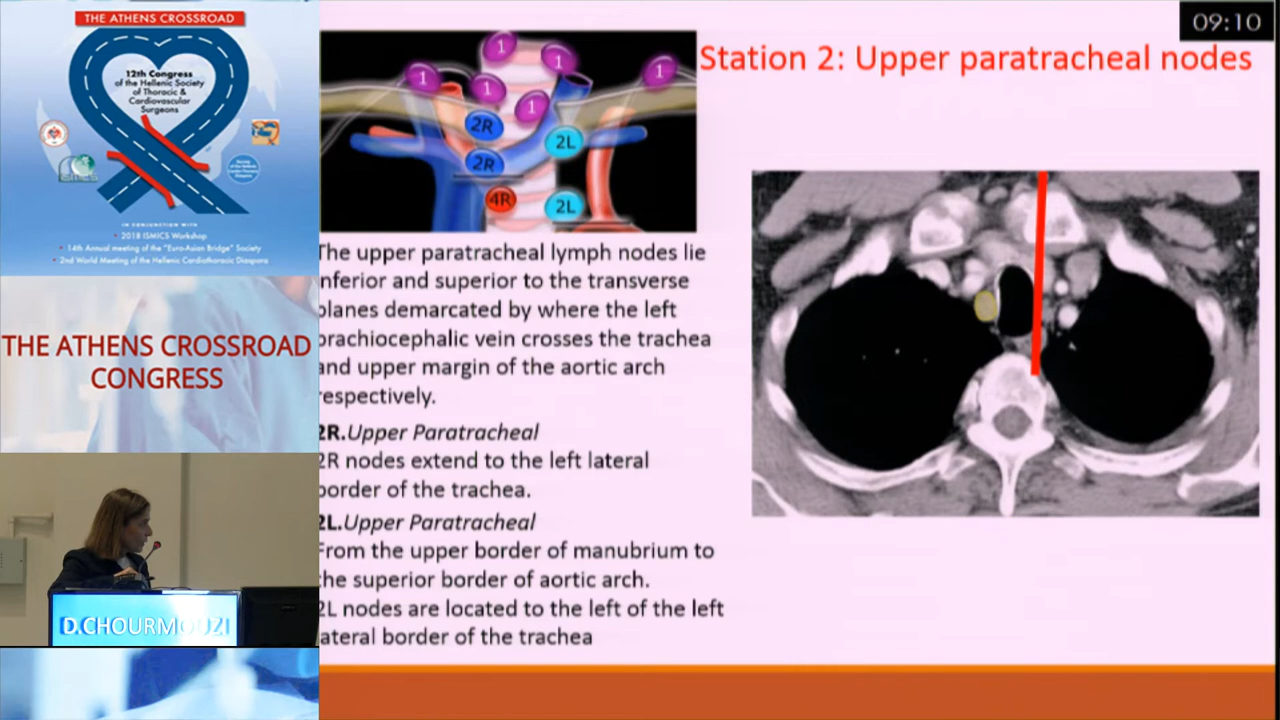 THE ATHENS CROSSROAD
12th Congress
of the Hellenic Society
of Thoracic &
Cardiovascular
Surgeons
IN CONJUNCTION WITH
• 2018 ISMICS Workshop
• 14th Annual meeting of the "Euro-Asian Bridge" Society
• 2nd World Meeting of the Hellenic Cardiothoracic Diaspora
THE ATHENS CROSSROAD
CONGRESS
D.CHOURMOUZI
09:10
Station 2: Upper paratracheal nodes
1
1
1
1
1
1
2R
2L
2R
4R
2L
The upper paratracheal lymph nodes lie
inferior and superior to the transverse
planes demarcated by where the left
brachiocephalic vein crosses the trachea
and upper margin of the aortic arch
respectively.
2R.Upper Paratracheal
2R nodes extend to the left lateral
border of the trachea.
2L.Upper Paratracheal
From the upper border of manubrium to
the superior border of aortic arch.
2L nodes are located to the left of the left
lateral border of the trachea